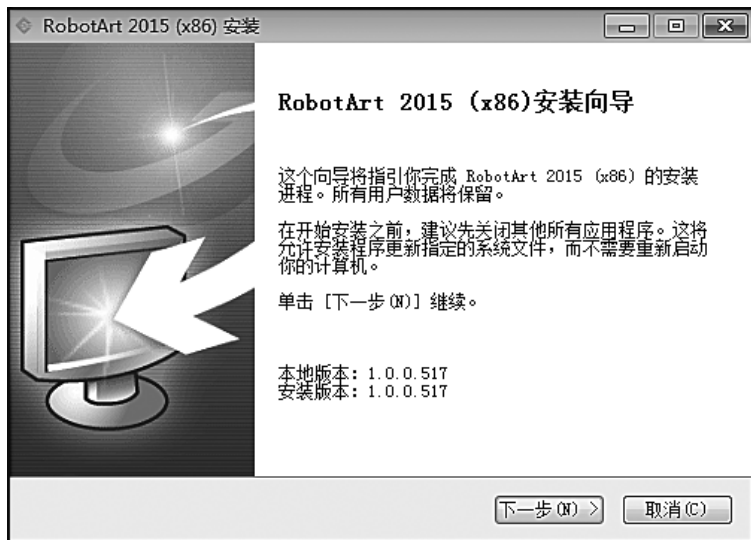 RobotArt 2015 (x86) 安装
RobotArt 2015 (x86)安装向导
这个向导将指引你完成 RobotArt 2015 (x86) 的安装
进程。所有用户数据将保留。
在开始安装之前，建议先关闭其他所有应用程序。这将
允许安装程序更新指定的系统文件，而不需要重新启动
你的计算机。
单击 [下一步(N)] 继续。
本地版本: 1.0.0.517
安装版本: 1.0.0.517
下一步(N) >
取消(C)